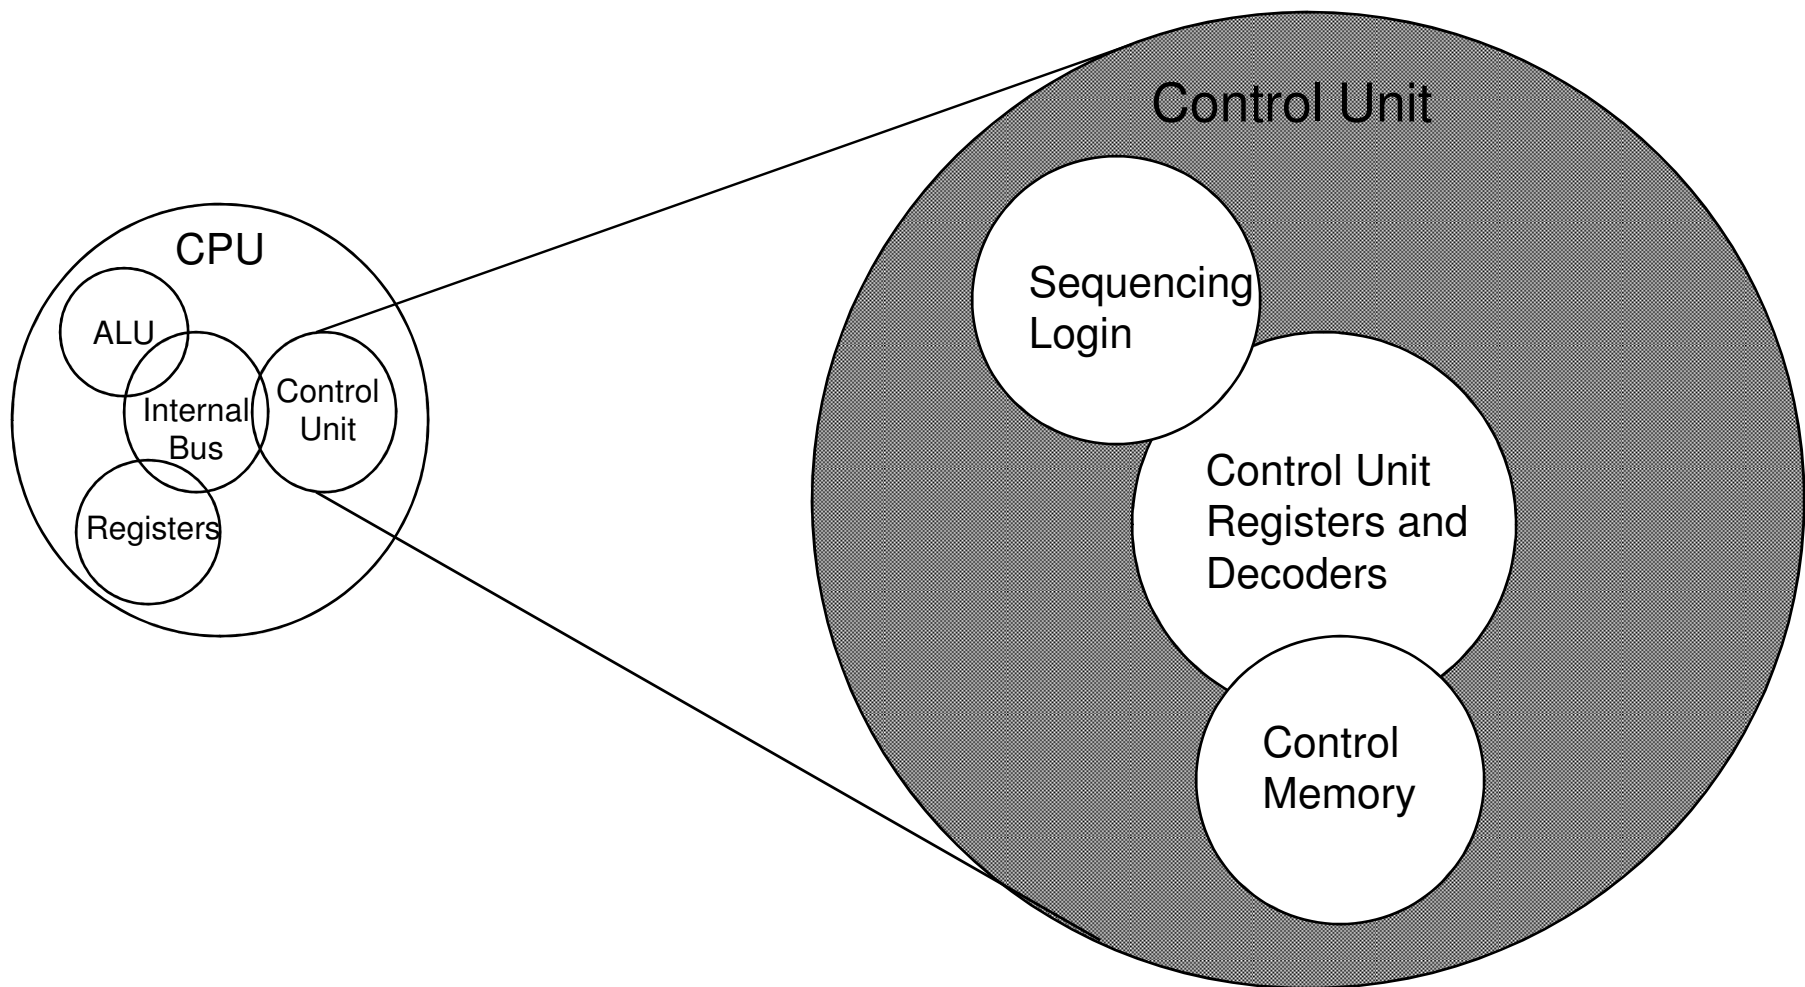 CPU
ALU
Internal
Bus
Control
Unit
Registers
Control Unit
Sequencing
Login
Control Unit
Registers and
Decoders
Control
Memory